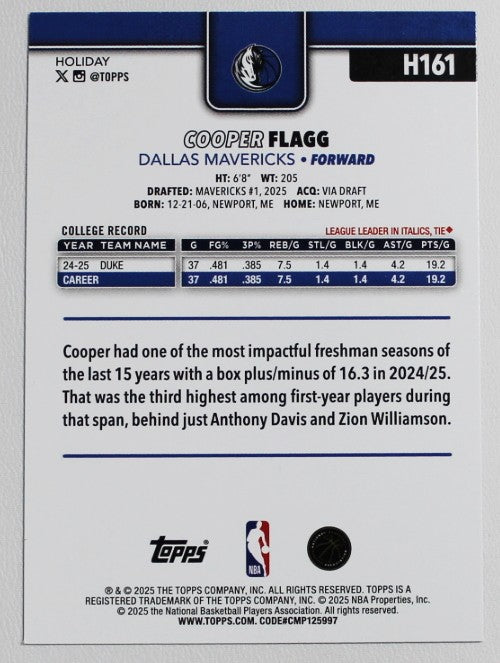 HOLIDAY
@TOPPS
H161
COOPER FLAGG
DALLAS MAVERICKS • FORWARD
HT: 6'8" WT: 205
DRAFTED: MAVERICKS #1, 2025 ACQ: VIA DRAFT
BORN: 12-21-06, NEWPORT, ME HOME: NEWPORT, ME
COLLEGE RECORD LEAGUE LEADER IN ITALICS, TIE◆
YEAR TEAM NAME G FG% 3P% REB/G STL/G BLK/G AST/G PTS/G
24-25 DUKE 37 .481 .385 7.5 1.4 1.4 4.2 19.2
CAREER 37 .481 .385 7.5 1.4 1.4 4.2 19.2
Cooper had one of the most impactful freshman seasons of
the last 15 years with a box plus/minus of 16.3 in 2024/25.
That was the third highest among first-year players during
that span, behind just Anthony Davis and Zion Williamson.
Topps
NBA
® & © 2025 THE TOPPS COMPANY, INC. ALL RIGHTS RESERVED. TOPPS IS A
REGISTERED TRADEMARK OF THE TOPPS COMPANY, INC. © 2025 NBA Properties, Inc.
© 2025 the National Basketball Players Association. All rights reserved.
WWW.TOPPS.COM. CODE#CMP125997